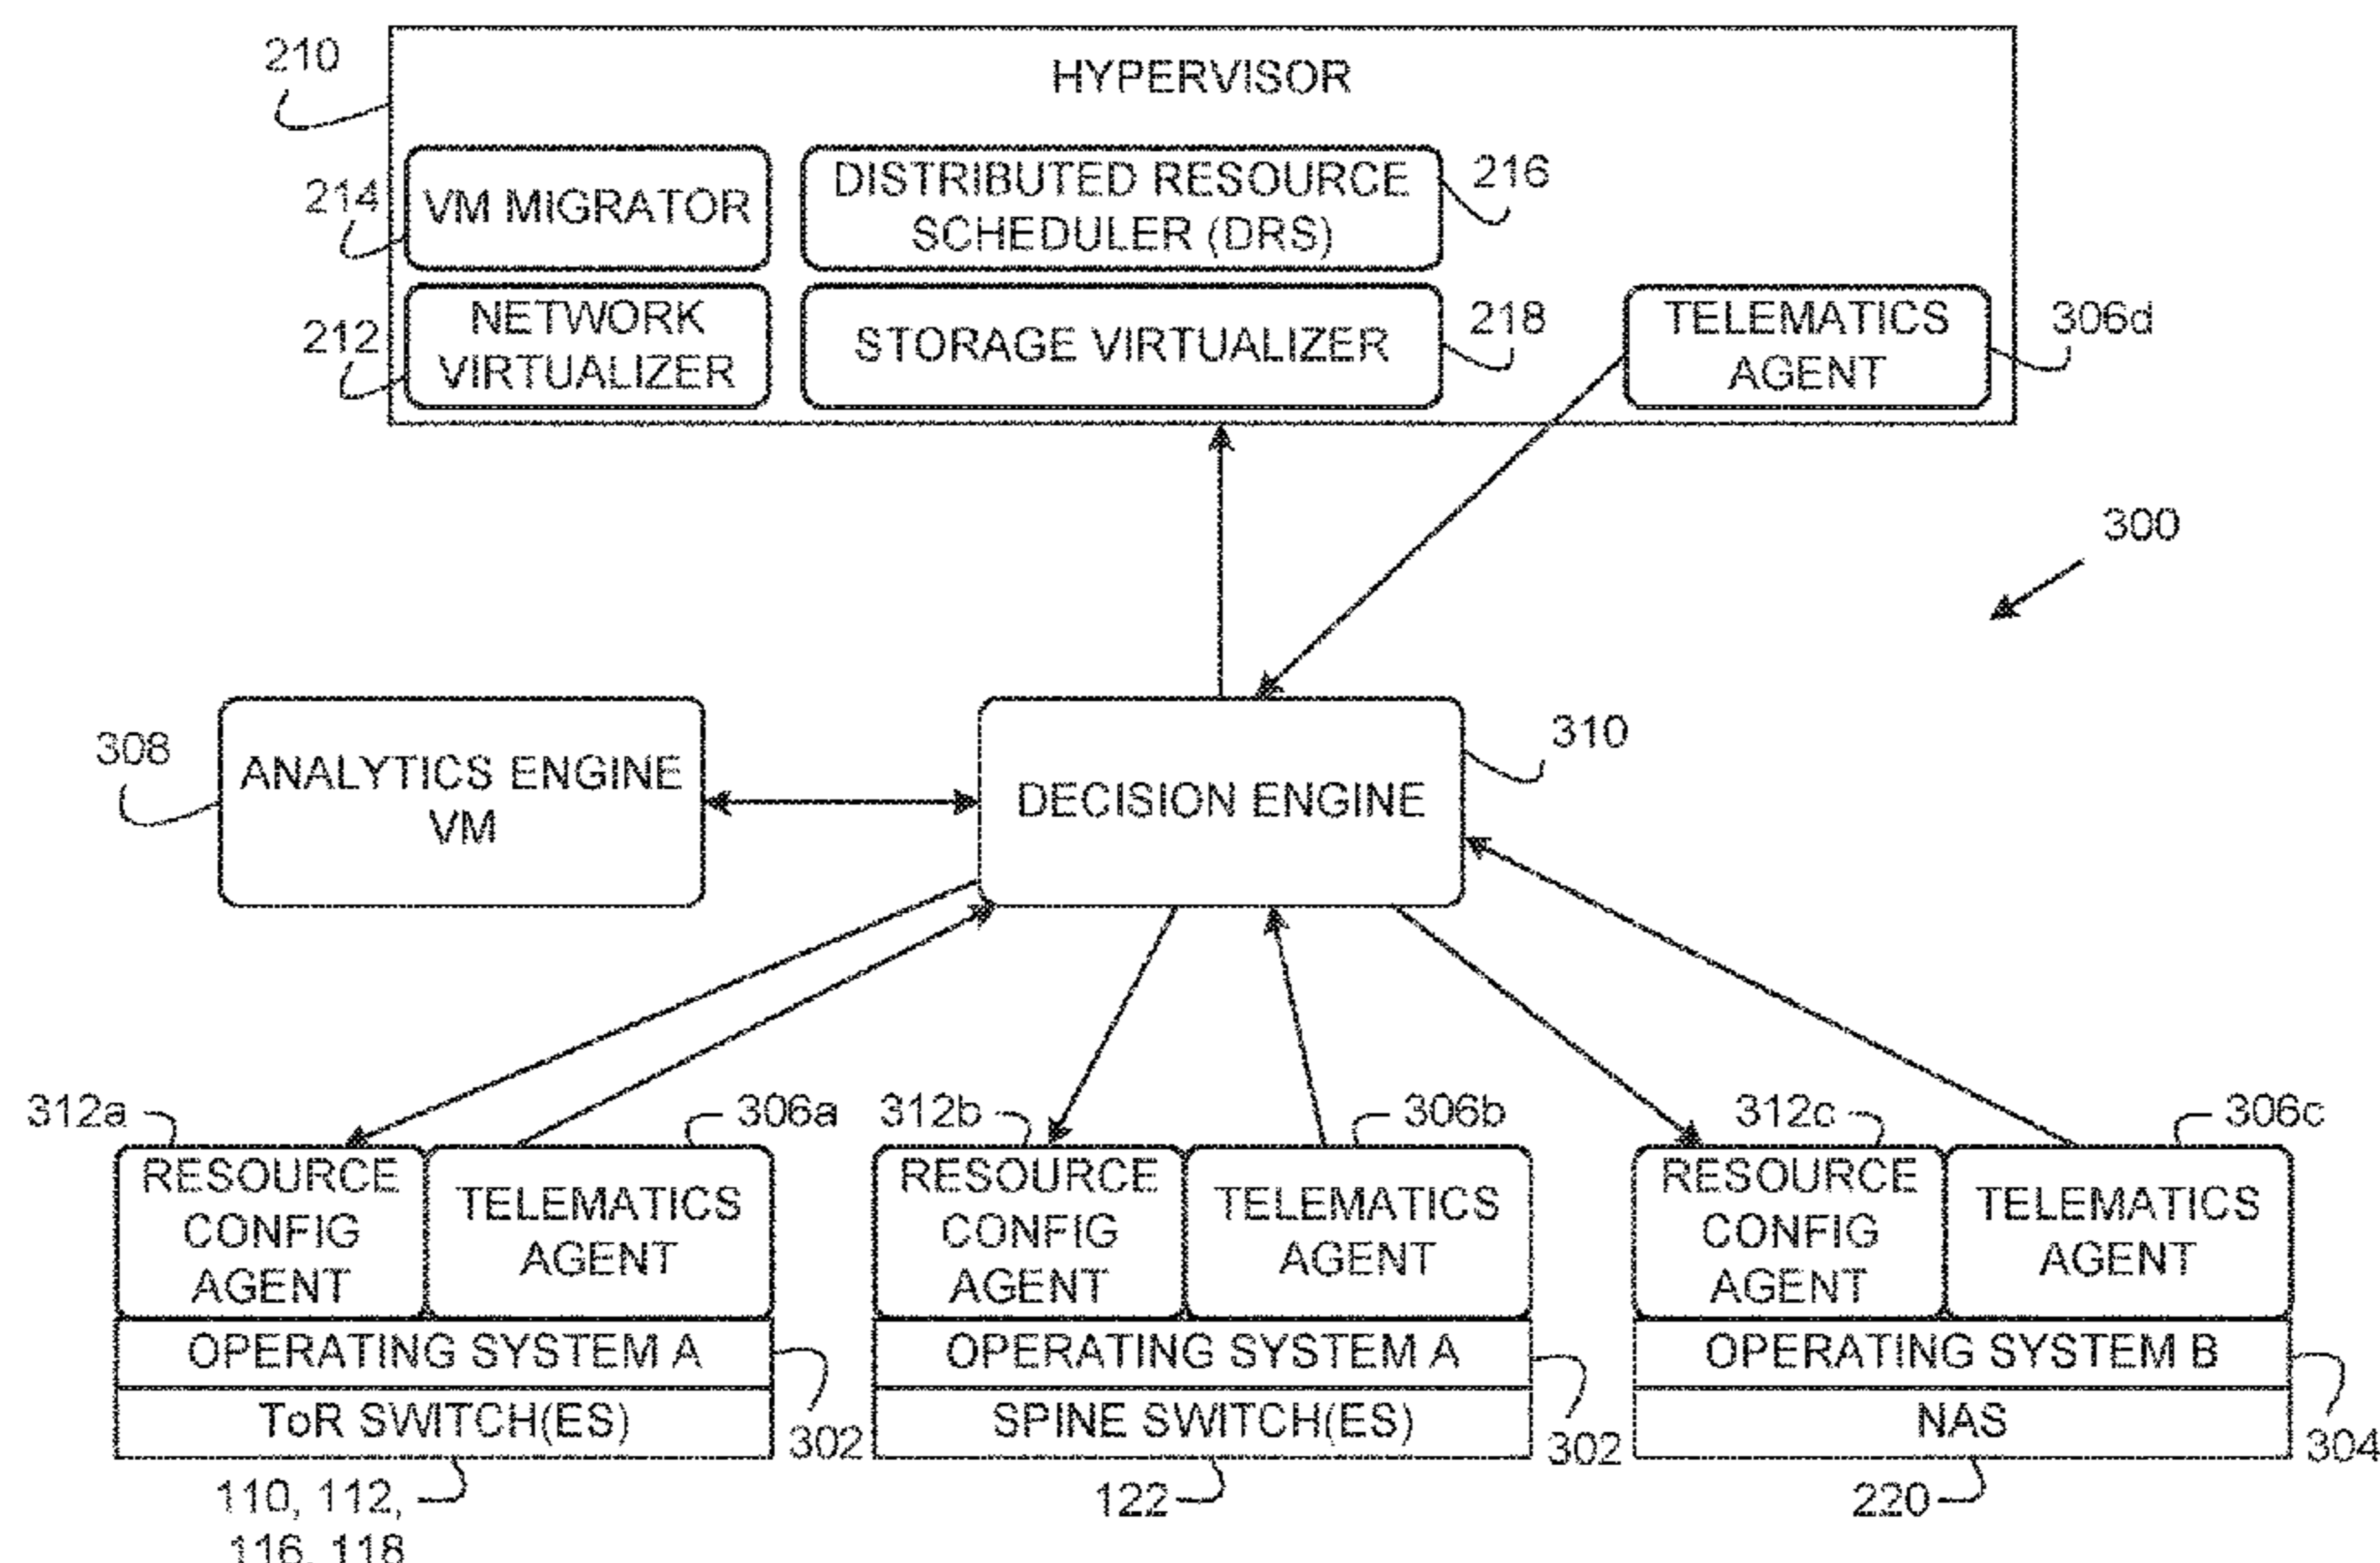 210
HYPERVISOR
214
VM MIGRATOR
DISTRIBUTED RESOURCE
SCHEDULER (DRS)
216
212
NETWORK
VIRTUALIZER
STORAGE VIRTUALIZER
218
TELEMATICS
AGENT
306d
300
308
ANALYTICS ENGINE
VM
DECISION ENGINE
310
312a
306a
312b
306b
312c
306c
RESOURCE
CONFIG
AGENT
TELEMATICS
AGENT
RESOURCE
CONFIG
AGENT
TELEMATICS
AGENT
RESOURCE
CONFIG
AGENT
TELEMATICS
AGENT
OPERATING SYSTEM A
OPERATING SYSTEM A
OPERATING SYSTEM B
ToR SWITCH(ES)
302
SPINE SWITCH(ES)
302
NAS
304
110, 112,
116, 118
122
220